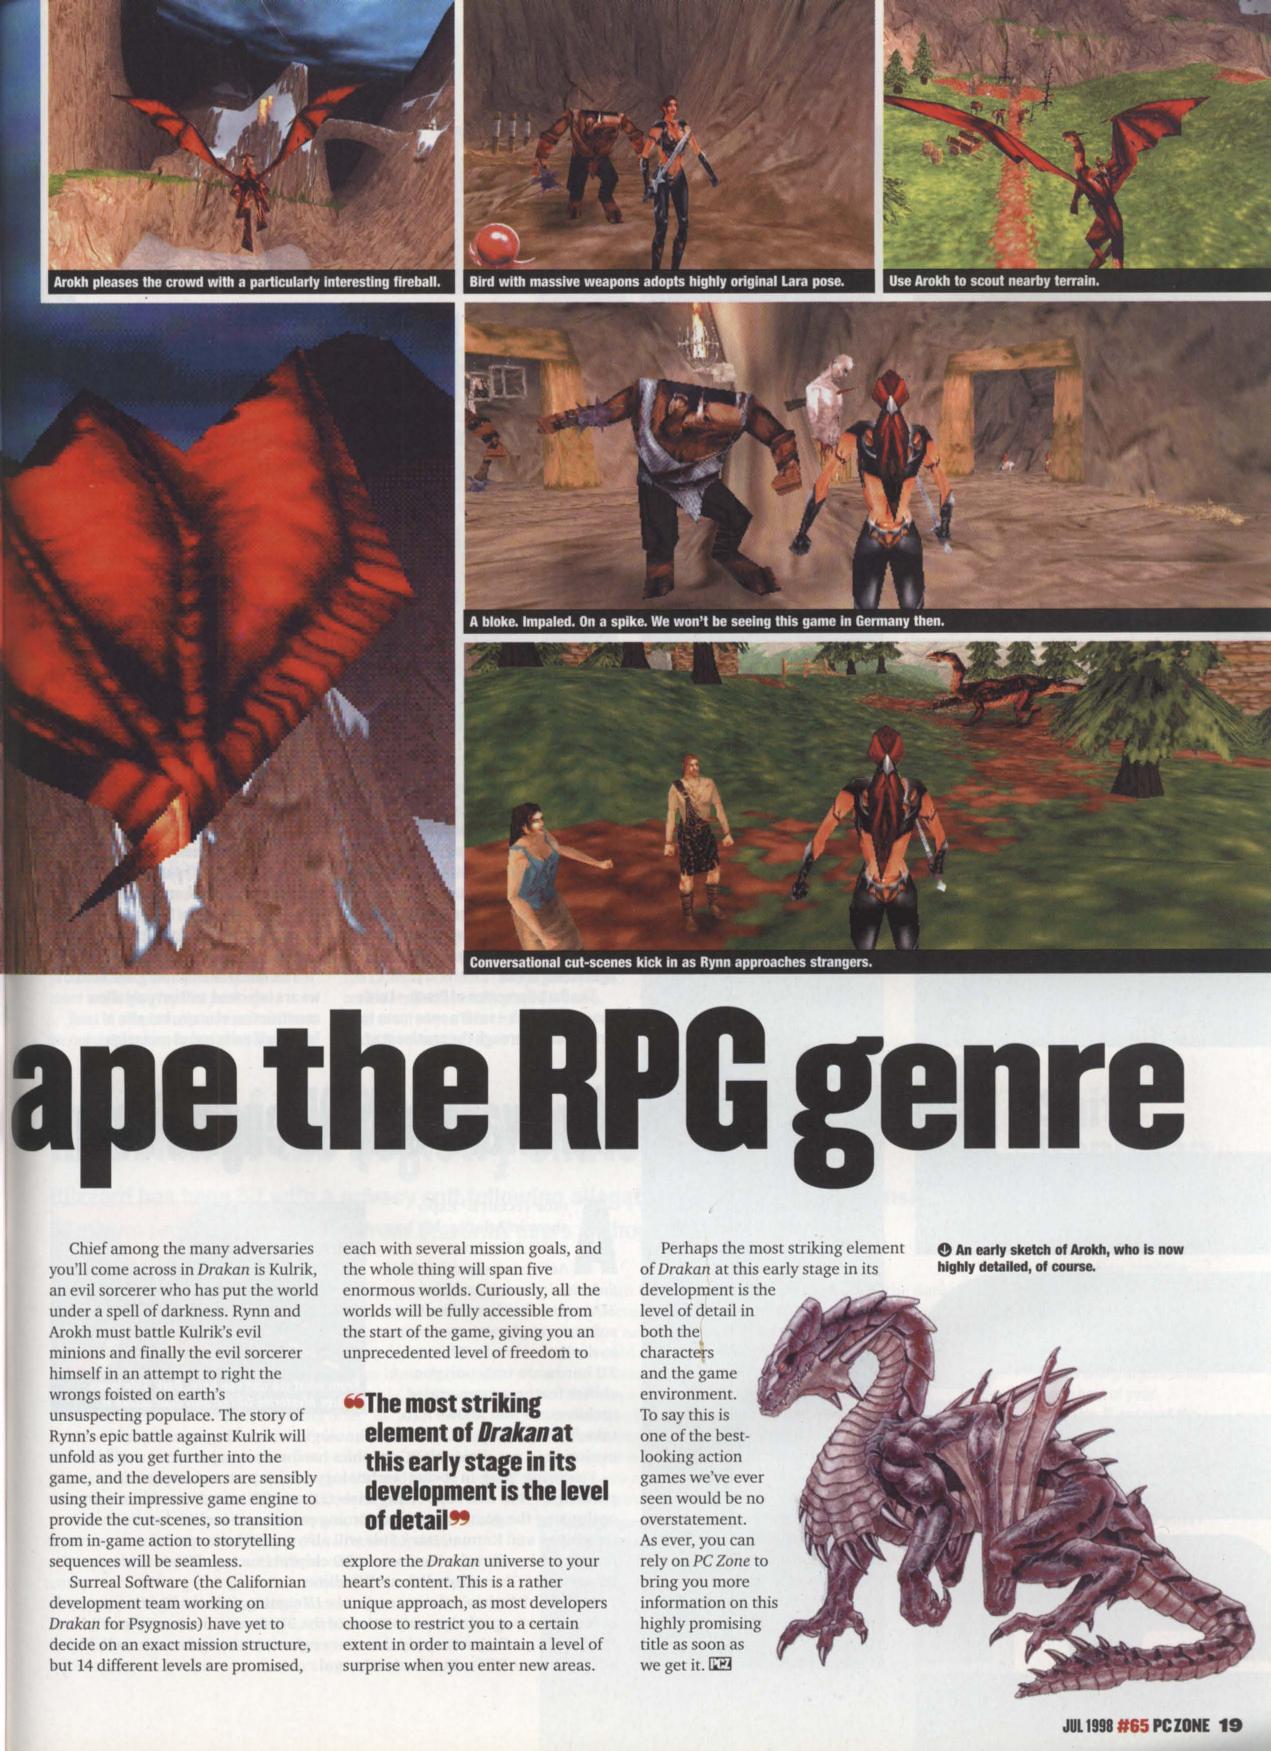 Arokh pleases the crowd with a particularly interesting fireball.
Bird with massive weapons adopts highly original Lara pose.
Use Arokh to scout nearby terrain.
A bloke. Impaled. On a spike. We won't be seeing this game in Germany then.
Conversational cut-scenes kick in as Rynn approaches strangers.
ape the RPG genre
Chief among the many adversaries
you'll come across in Drakan is Kulrik,
an evil sorcerer who has put the world
under a spell of darkness. Rynn and
Arokh must battle Kulrik's evil
minions and finally the evil sorcerer
himself in an attempt to right the
wrongs foisted on earth's
unsuspecting populace. The story of
Rynn's epic battle against Kulrik will
unfold as you get further into the
game, and the developers are sensibly
using their impressive game engine to
provide the cut-scenes, so transition
from in-game action to storytelling
sequences will be seamless.
Surreal Software (the Californian
development team working on
Drakan for Psygnosis) have yet to
decide on an exact mission structure,
but 14 different levels are promised,
each with several mission goals, and
the whole thing will span five
enormous worlds. Curiously, all the
worlds will be fully accessible from
the start of the game, giving you an
unprecedented level of freedom to
“The most striking
element of Drakan at
this early stage in its
development is the level
of detail”
explore the Drakan universe to your
heart's content. This is a rather
unique approach, as most developers
choose to restrict you to a certain
extent in order to maintain a level of
surprise when you enter new areas.
Perhaps the most striking element
of Drakan at this early stage in its
development is the
level of detail in
both the
characters
and the game
environment.
To say this is
one of the best-
looking action
games we've ever
seen would be no
overstatement.
As ever, you can
rely on PC Zone to
bring you more
information on this
highly promising
title as soon as
we get it. PCZ
An early sketch of Arokh, who is now
highly detailed, of course.
JUL 1998 #65 PC ZONE 19